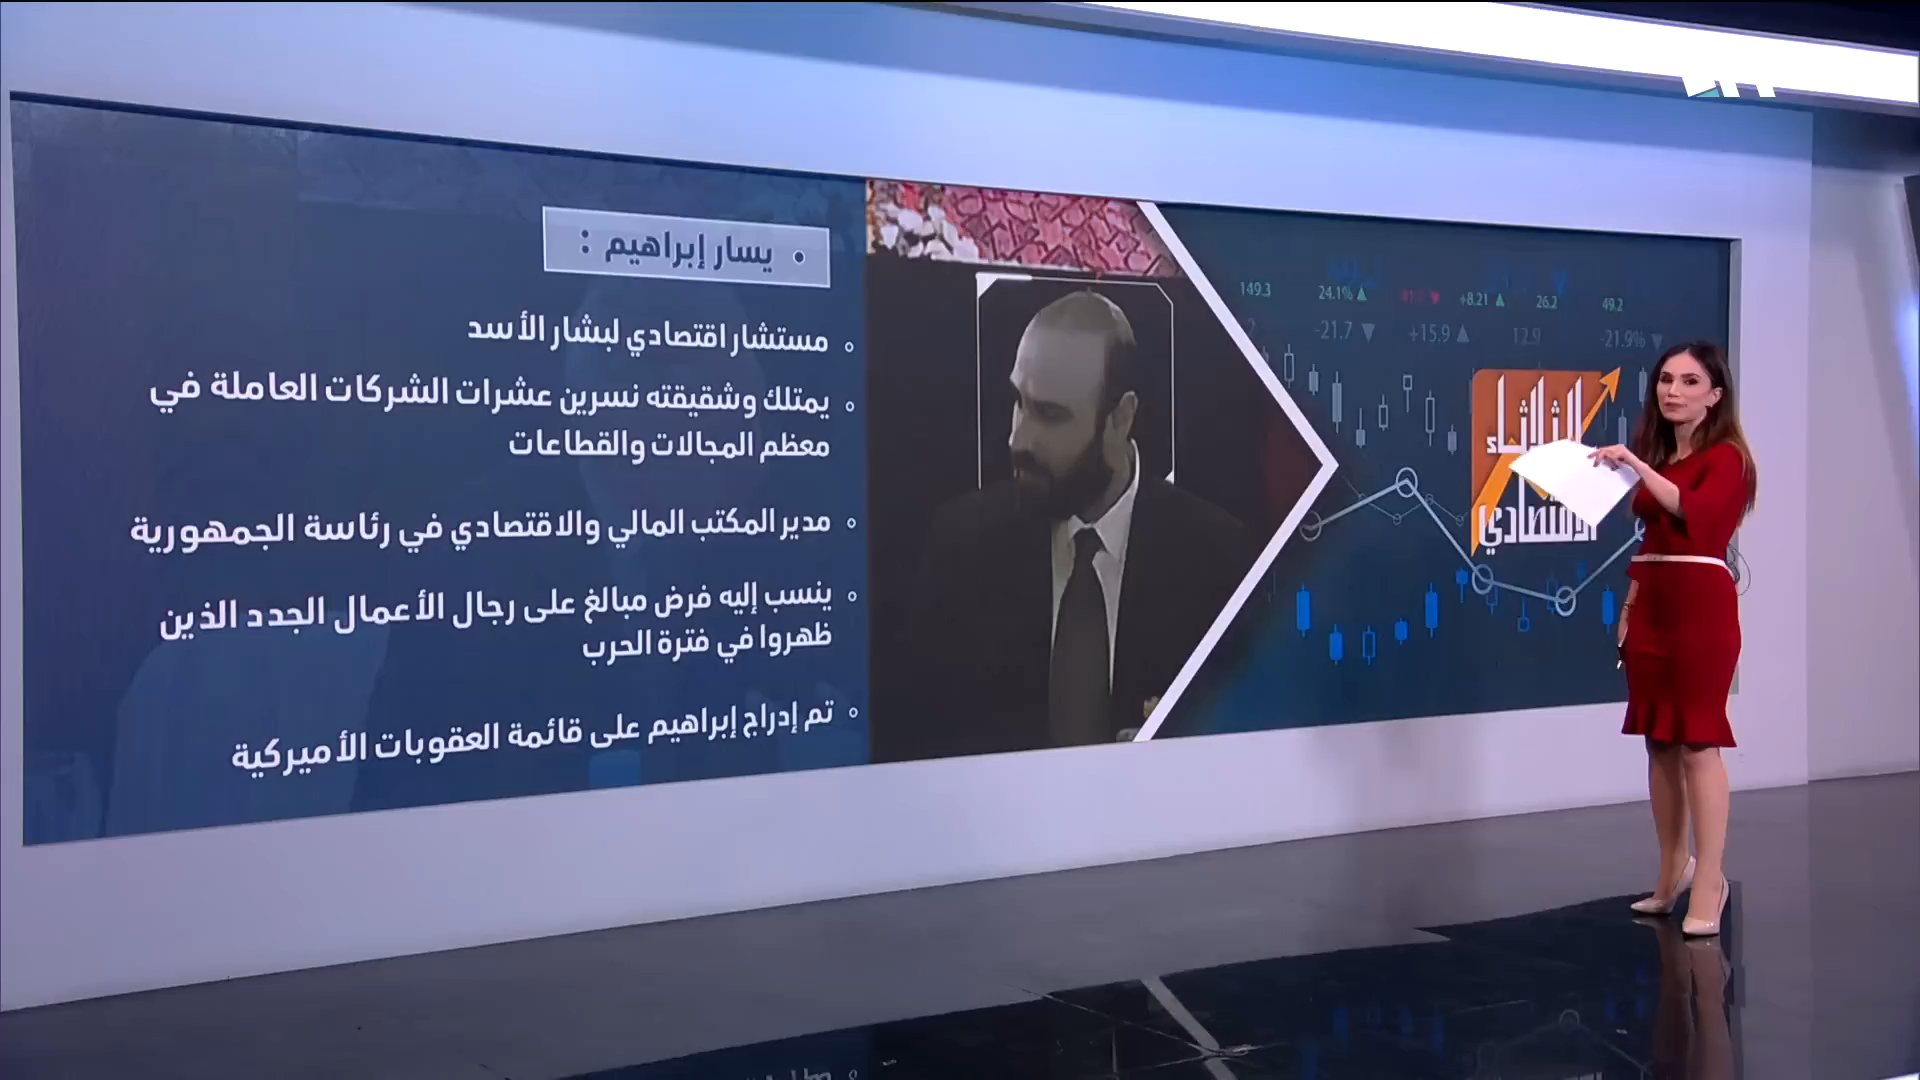 • يسار إبراهيم :
مستشار اقتصادي لبشار الأسد
يمتلك وشقيقته نسرين عشرات الشركات العاملة في
معظم المجالات والقطاعات
مدير المكتب المالي والاقتصادي في رئاسة الجمهورية
ينسب إليه فرض مبالغ على رجال الأعمال الجدد الذين
ظهروا في فترة الحرب
تم إدراج إبراهيم على قائمة العقوبات الأميركية
149.3 24.1% +8.21 26.2 49.2
-21.7 +15.9 12.9 -21.9%
الثلاثاء
الاقتصادي